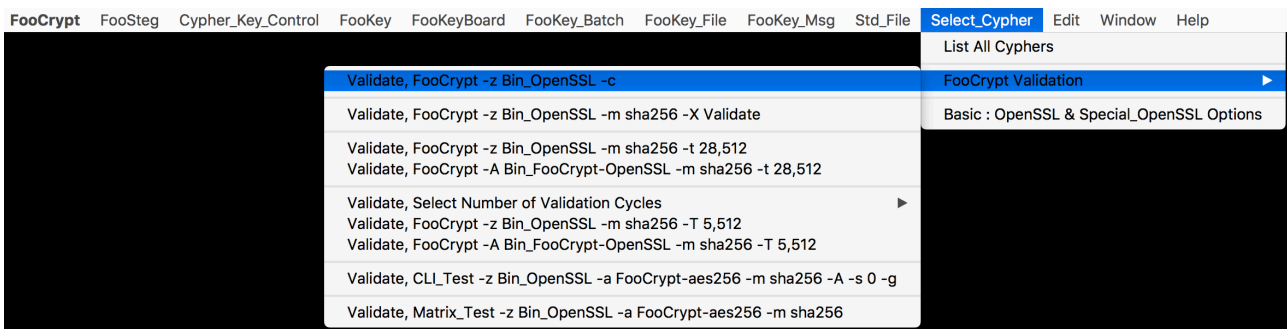 FooCrypt FooSteg Cypher_Key_Control FooKey FooKeyBoard FooKey_Batch FooKey_File FooKey_Msg Std_File Select_Cypher Edit Window Help
List All Cyphers
FooCrypt Validation
Basic : OpenSSL & Special_OpenSSL Options
Validate, FooCrypt -z Bin_OpenSSL -c
Validate, FooCrypt -z Bin_OpenSSL -m sha256 -X Validate
Validate, FooCrypt -z Bin_OpenSSL -m sha256 -t 28,512
Validate, FooCrypt -A Bin_FooCrypt-OpenSSL -m sha256 -t 28,512
Validate, Select Number of Validation Cycles
Validate, FooCrypt -z Bin_OpenSSL -m sha256 -T 5,512
Validate, FooCrypt -A Bin_FooCrypt-OpenSSL -m sha256 -T 5,512
Validate, CLI_Test -z Bin_OpenSSL -a FooCrypt-aes256 -m sha256 -A -s 0 -g
Validate, Matrix_Test -z Bin_OpenSSL -a FooCrypt-aes256 -m sha256